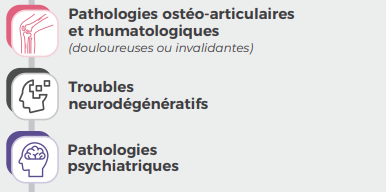 Pathologies ostéo-articulaires
et rhumatologiques
(douloureuses ou invalidantes)
Troubles
neurodégénératifs
Pathologies
psychiatriques